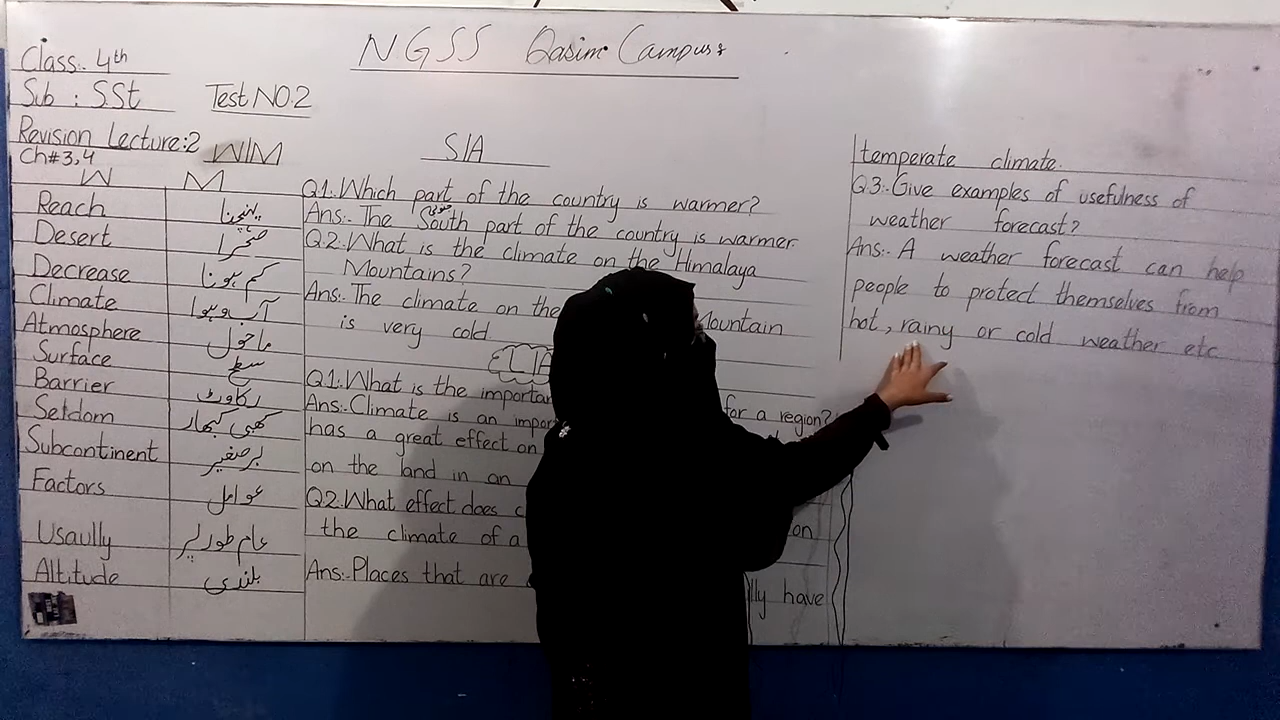 NGSS Qasim Campus
Class:. 4th
Sub : S.St Test NO.2
Revision Lecture:2
Ch#3,4
W/M
W M
Reach پہنچنا
Desert صحرا
Decrease کم ہونا
Climate آب و ہوا
Atmosphere ماحول
Surface سطح
Barrier رکاوٹ
Seldom کبھی کبھار
Subcontinent برصغیر
Factors عوامل
Usaully عام طور پر
Altitude بلندی
S/A
Q1:.Which part of the country is warmer?
جنوبی
Ans:. The South part of the country is warmer.
Q2:.What is the climate on the Himalaya
Mountains?
Ans:. The climate on the Mountain
is very cold
L/A
Q1:.What is the importan for a region?
Ans:.Climate is an impor
has a great effect on
on the land in an
Q2:.What effect does on
the climate of a
Ans:.Places that are lly have
temperate climate.
Q3:.Give examples of usefulness of
weather forecast?
Ans:. A weather forecast can help
people to protect themselves from
hot, rainy or cold weather etc